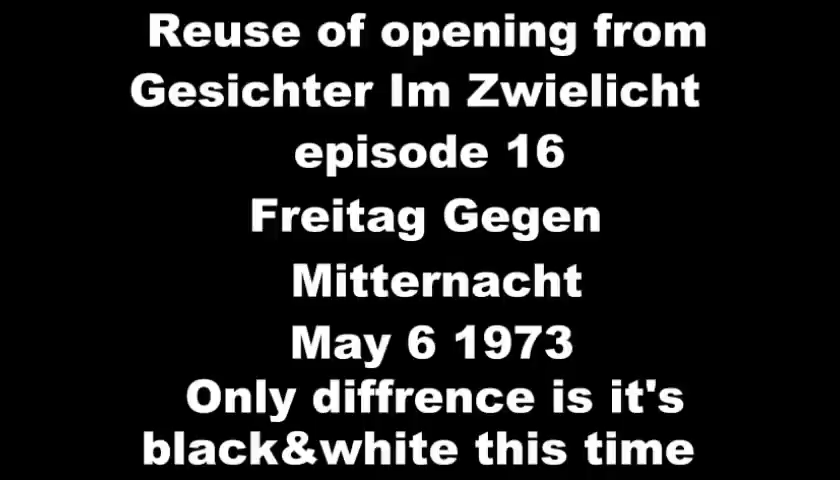 Reuse of opening from
Gesichter Im Zwielicht
episode 16
Freitag Gegen
Mitternacht
May 6 1973
Only diffrence is it's
black&white this time